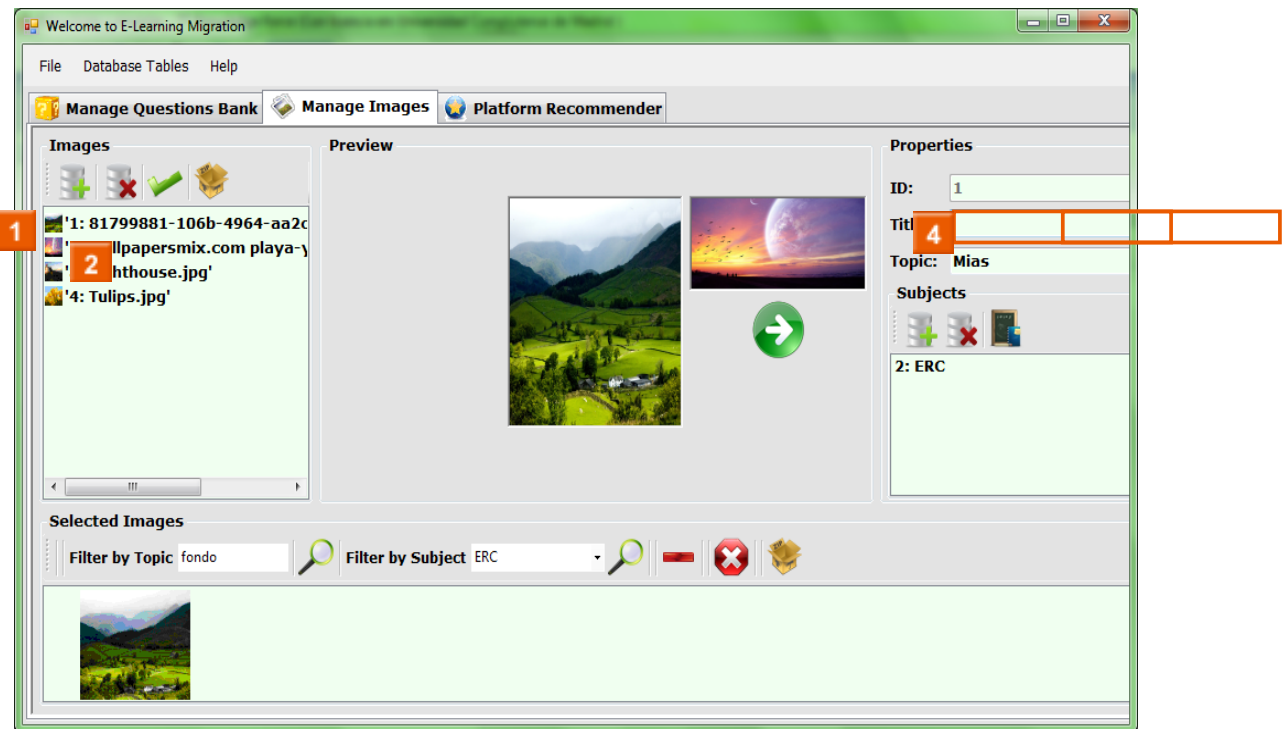 Welcome to E-Learning Migration
File Database Tables Help
Manage Questions Bank Manage Images Platform Recommender
Images Preview Properties
ID: 1
'1: 81799881-106b-4964-aa2c
1
4
llpapersmix.com playa-y
2
hthouse.jpg'
Topic: Mias
'4: Tulips.jpg'
Subjects
2: ERC
Selected Images
Filter by Topic fondo Filter by Subject ERC